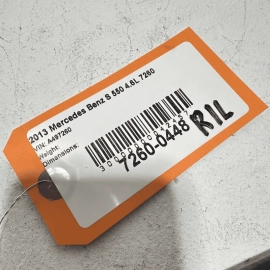 2013 Mercedes Benz S 550 4.6L 7260
VIN: A497260
Weight:
Dimensions:
7260-0448
R1L